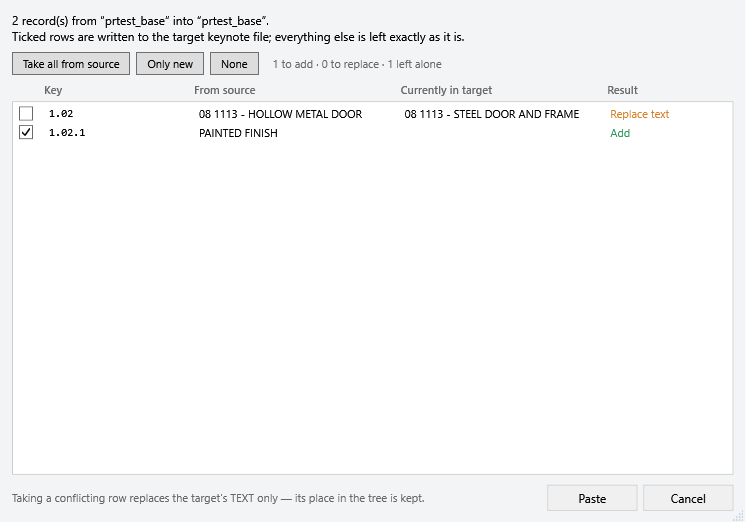 2 record(s) from "prtest_base" into "prtest_base".
Ticked rows are written to the target keynote file; everything else is left exactly as it is.
Take all from source Only new None 1 to add · 0 to replace · 1 left alone
Key From source Currently in target Result
1.02 08 1113 - HOLLOW METAL DOOR 08 1113 - STEEL DOOR AND FRAME Replace text
1.02.1 PAINTED FINISH Add
Taking a conflicting row replaces the target's TEXT only — its place in the tree is kept. Paste Cancel